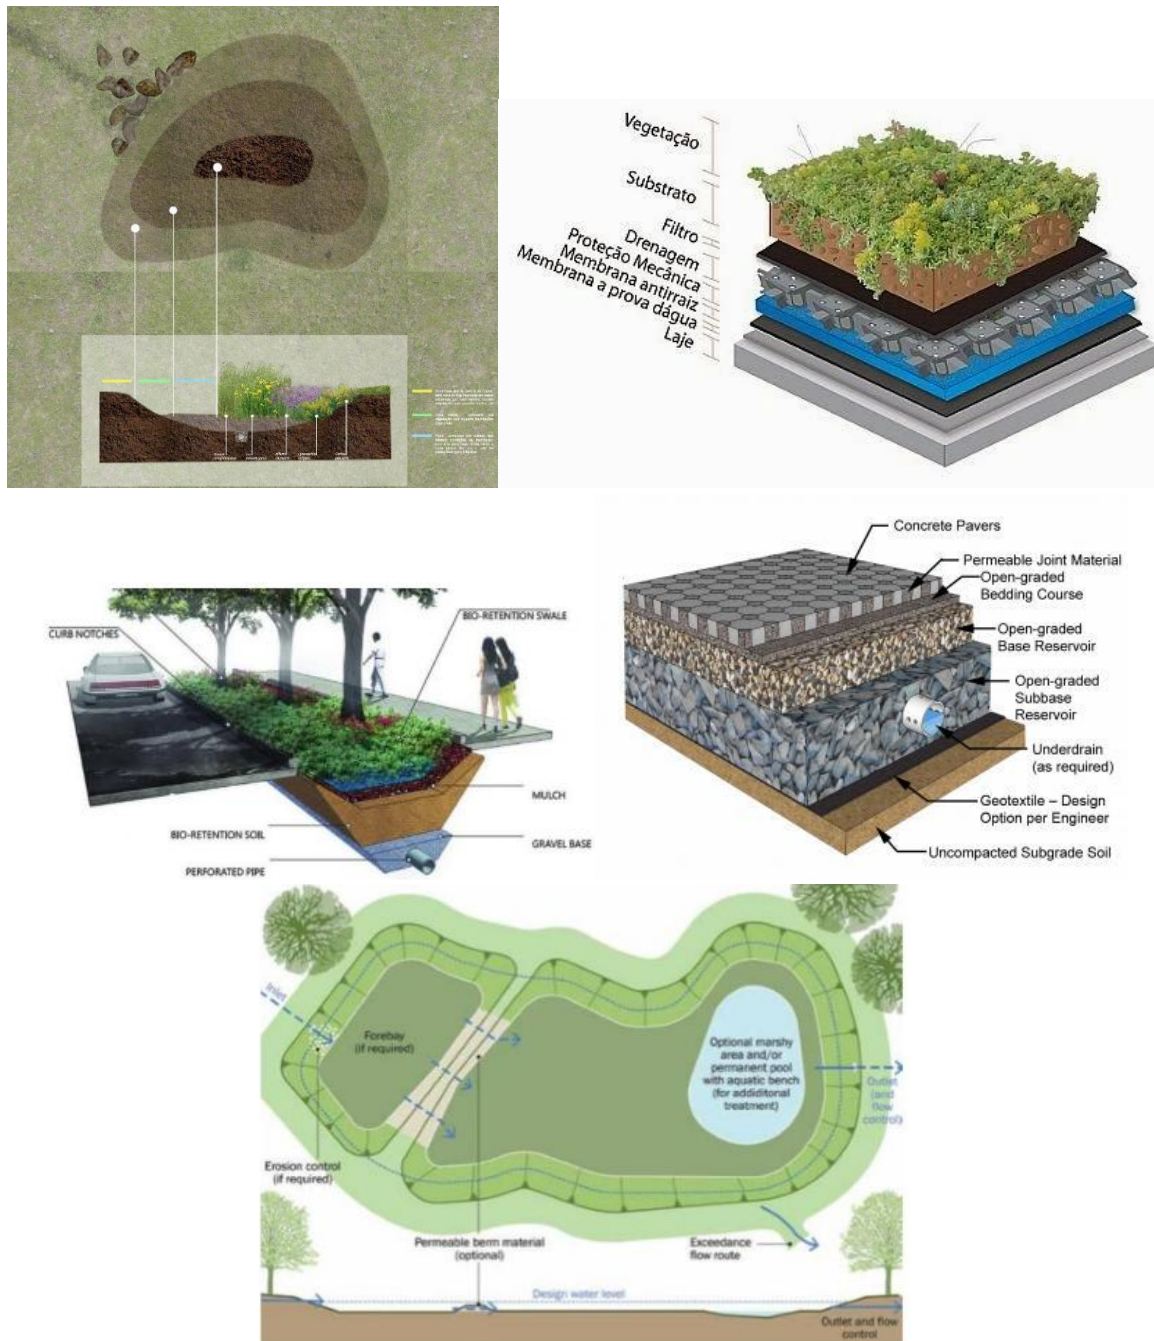 Vegetação
Substrato
Filtro
Drenagem
Proteção Mecânica
Membrana antirraiz
Membrana a prova dágua
Laje
CURB NOTCHES
BIO-RETENTION SWALE
MULCH
BIO-RETENTION SOIL
GRAVEL BASE
PERFORATED PIPE
Concrete Pavers
Permeable Joint Material
Open-graded
Bedding Course
Open-graded
Base Reservoir
Open-graded
Subbase
Reservoir
Underdrain
(as required)
Geotextile – Design
Option per Engineer
Uncompacted Subgrade Soil
Inlet
Forebay
(if required)
Optional marshy
area and/or
permanent pool
with aquatic bench
(for addiditonal
treatment)
Outlet
(and
flow
control)
Erosion control
(if required)
Permeable berm material
(optional)
Exceedance
flow route
Design water level
Outlet and flow
control